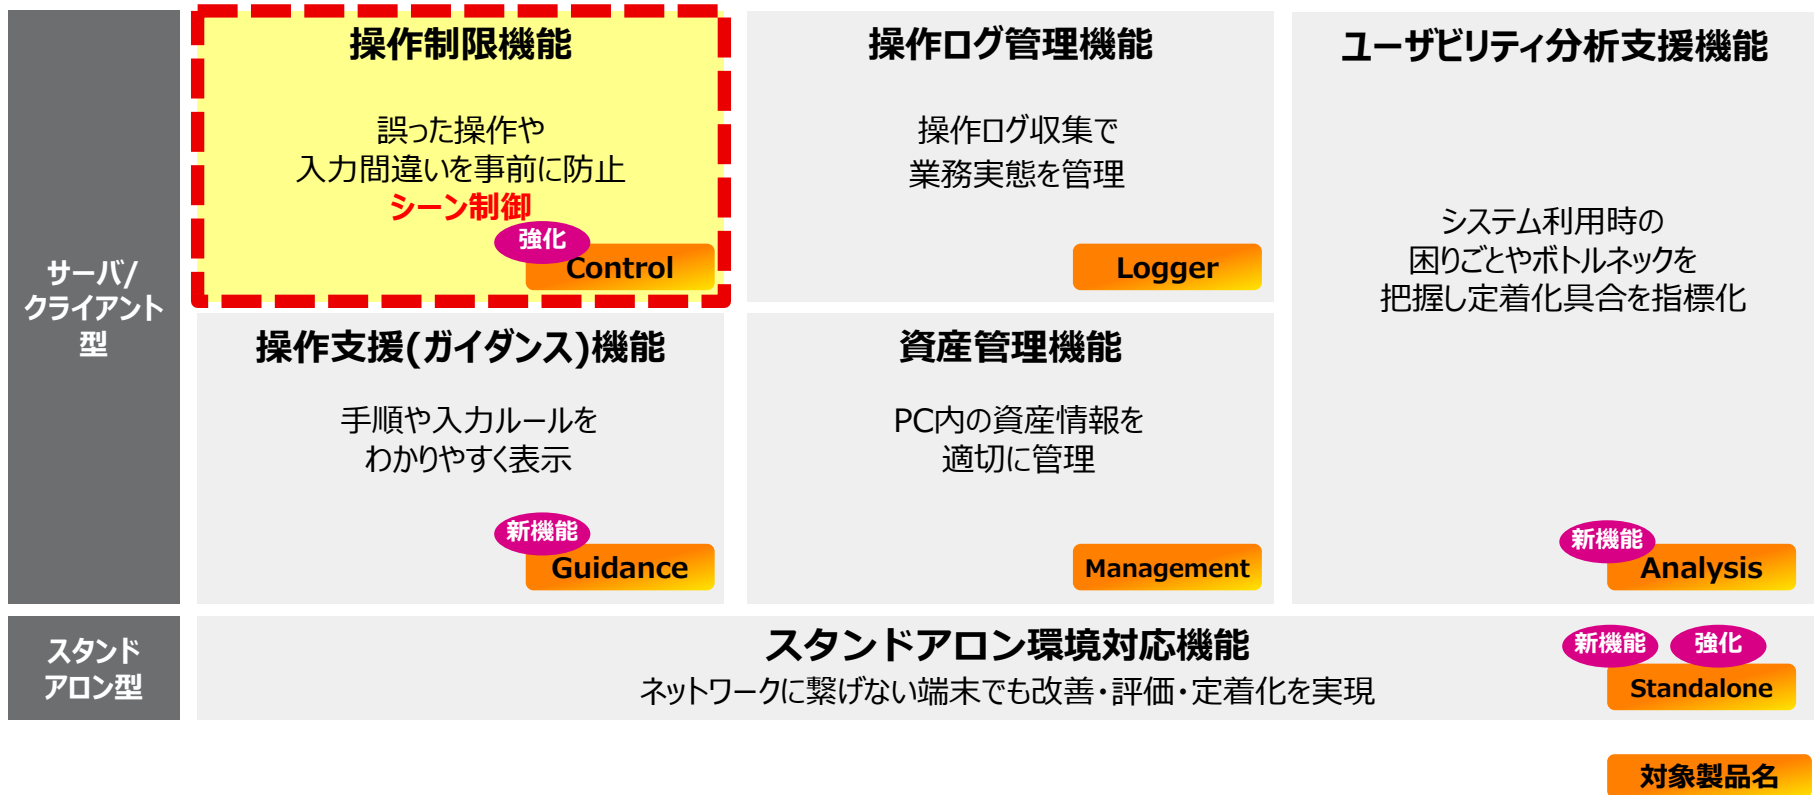 サーバ/
クライアント
型
操作制限機能
誤った操作や
入力間違いを事前に防止
シーン制御
強化
Control
操作ログ管理機能
操作ログ収集で
業務実態を管理
Logger
ユーザビリティ分析支援機能
システム利用時の
困りごとやボトルネックを
把握し定着化具合を指標化
新機能
Analysis
操作支援(ガイダンス)機能
手順や入力ルールを
わかりやすく表示
新機能
Guidance
資産管理機能
PC内の資産情報を
適切に管理
Management
スタンド
アロン型
スタンドアロン環境対応機能
ネットワークに繋げない端末でも改善・評価・定着化を実現
新機能
強化
Standalone
対象製品名